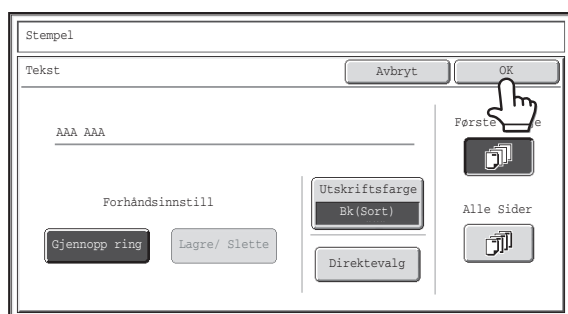 Stempel
Tekst
Avbryt
OK
Første
AAA AAA
Forhåndsinnstill
Gjennopp ring
Lagre/ Slette
Utskriftsfarge
Bk(Sort)
Direktevalg
Alle Sider